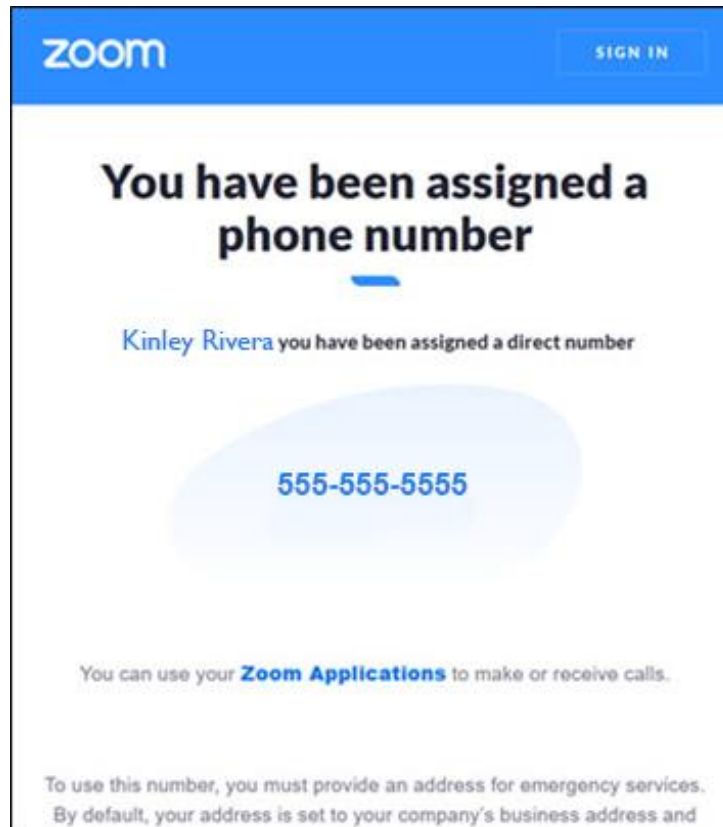 zoom
SIGN IN
You have been assigned a
phone number
Kinley Rivera you have been assigned a direct number
555-555-5555
You can use your Zoom Applications to make or receive calls.
To use this number, you must provide an address for emergency services.
By default, your address is set to your company's business address and